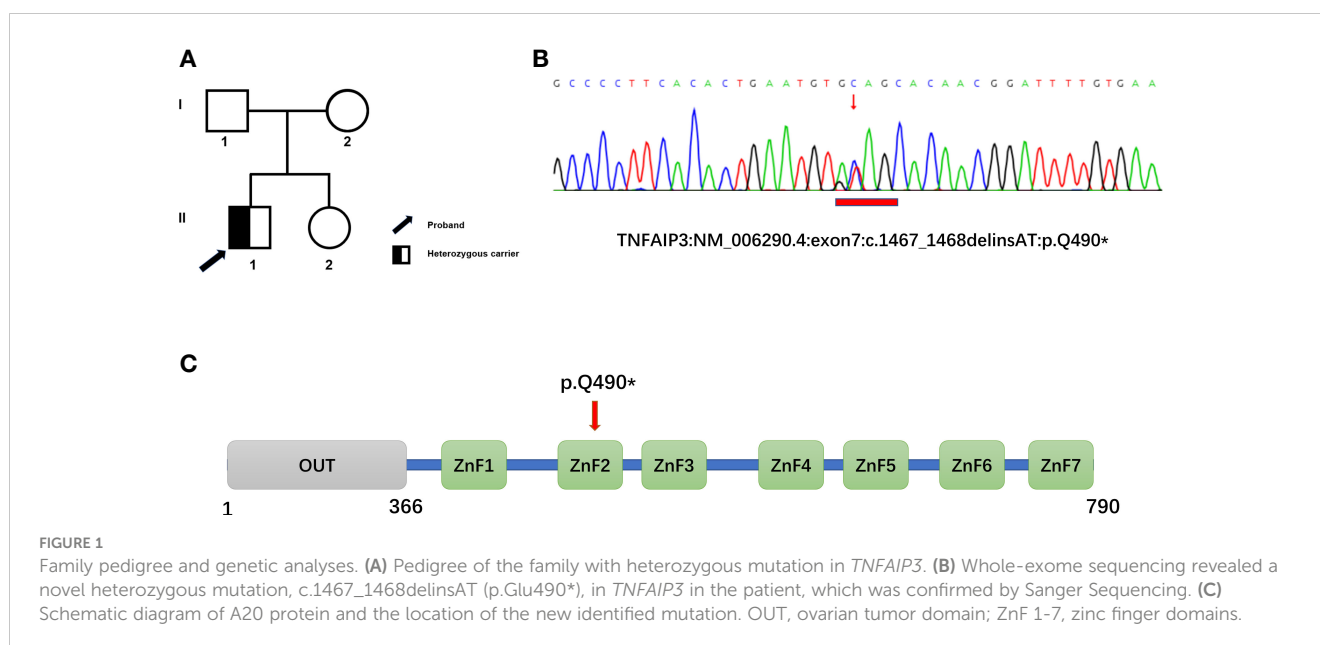 A
I
1
2
II
1
2
Proband
Heterozygous carrier
B
G C C C C T T C A C A C T G A A T G T G C A G C A C A A C G G A T T T T G T G A A
TNFAIP3:NM_006290.4:exon7:c.1467_1468delinsAT:p.Q490*
C
p.Q490*
OUT ZnF1 ZnF2 ZnF3 ZnF4 ZnF5 ZnF6 ZnF7
1 366 790
FIGURE 1
Family pedigree and genetic analyses. (A) Pedigree of the family with heterozygous mutation in TNFAIP3. (B) Whole-exome sequencing revealed a
novel heterozygous mutation, c.1467_1468delinsAT (p.Glu490*), in TNFAIP3 in the patient, which was confirmed by Sanger Sequencing. (C)
Schematic diagram of A20 protein and the location of the new identified mutation. OUT, ovarian tumor domain; ZnF 1-7, zinc finger domains.